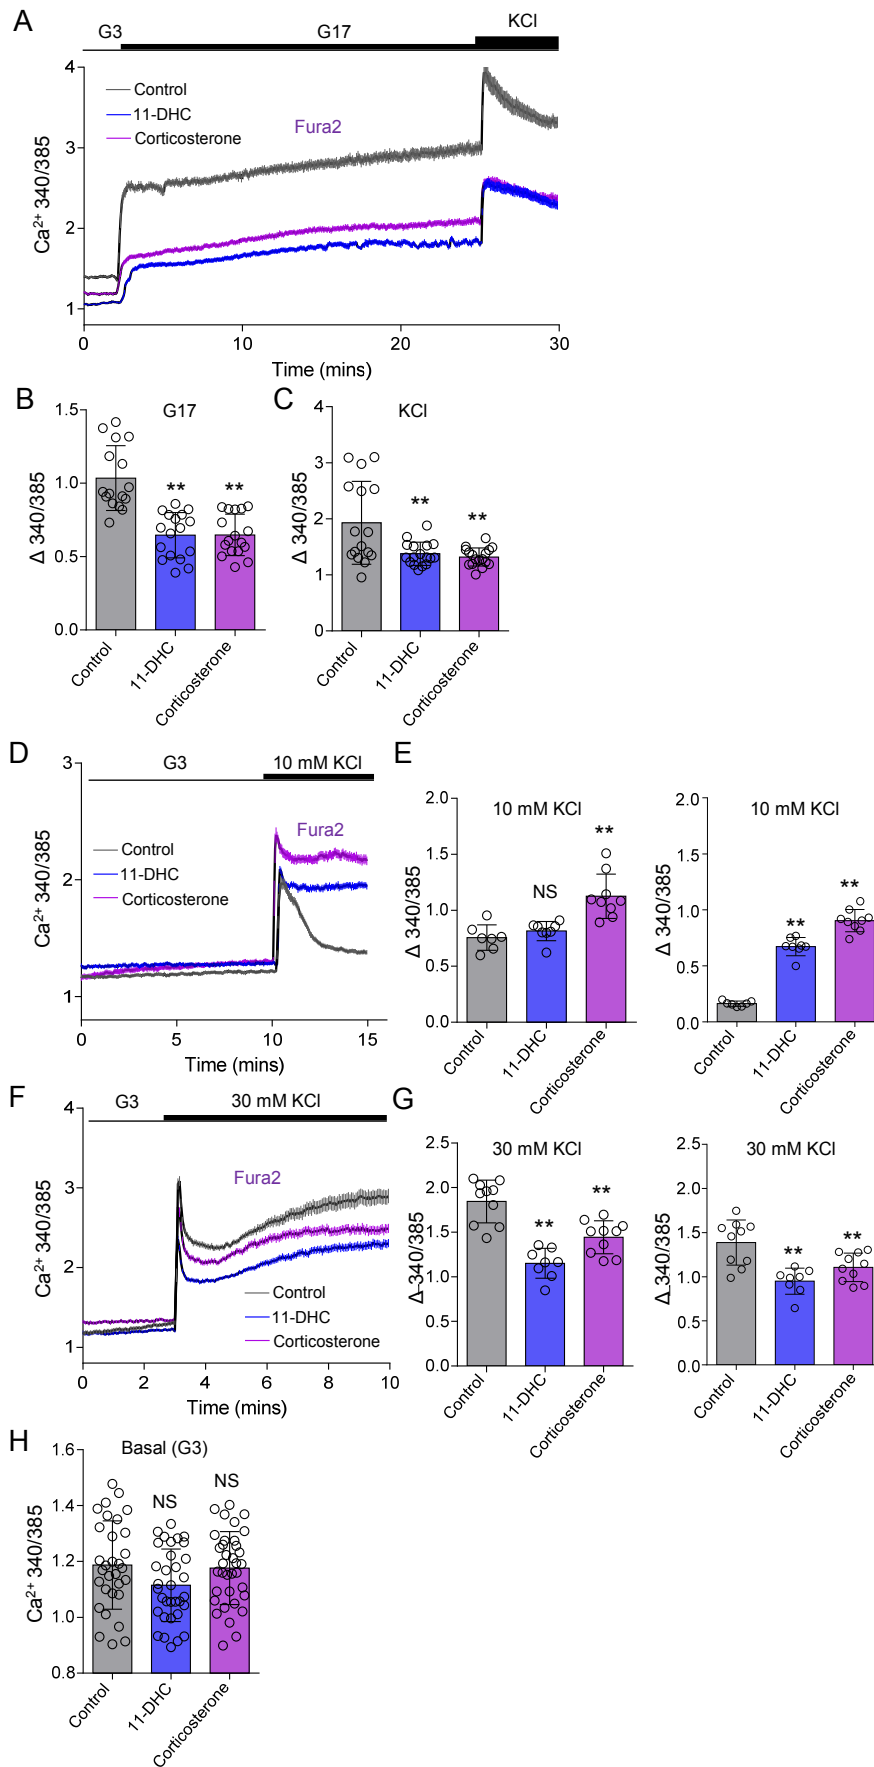 A
G3 G17 KCl
4
3
2
1
Ca²⁺ 340/385
Control
11-DHC
Corticosterone
Fura2
0 10 20 30
Time (mins)
B
G17
1.5
1.0
0.5
0.0
Δ 340/385
** **
Control 11-DHC Corticosterone
C
KCl
4
3
2
1
0
Δ 340/385
** **
Control 11-DHC Corticosterone
D
G3 10 mM KCl
3
2
1
Ca²⁺ 340/385
Fura2
Control
11-DHC
Corticosterone
0 5 10 15
Time (mins)
E
10 mM KCl
2.0
1.5
1.0
0.5
0.0
Δ 340/385
NS **
Control 11-DHC Corticosterone
10 mM KCl
2.0
1.5
1.0
0.5
0.0
Δ 340/385
** **
Control 11-DHC Corticosterone
F
G3 30 mM KCl
4
3
2
1
Ca²⁺ 340/385
Fura2
Control
11-DHC
Corticosterone
0 2 4 6 8 10
Time (mins)
G
30 mM KCl
2.5
2.0
1.5
1.0
0.5
0.0
Δ 340/385
** **
Control 11-DHC Corticosterone
30 mM KCl
2.5
2.0
1.5
1.0
0.5
0.0
Δ 340/385
** **
Control 11-DHC Corticosterone
H
Basal (G3)
1.6
1.4
1.2
1.0
0.8
Ca²⁺ 340/385
NS NS
Control 11-DHC Corticosterone